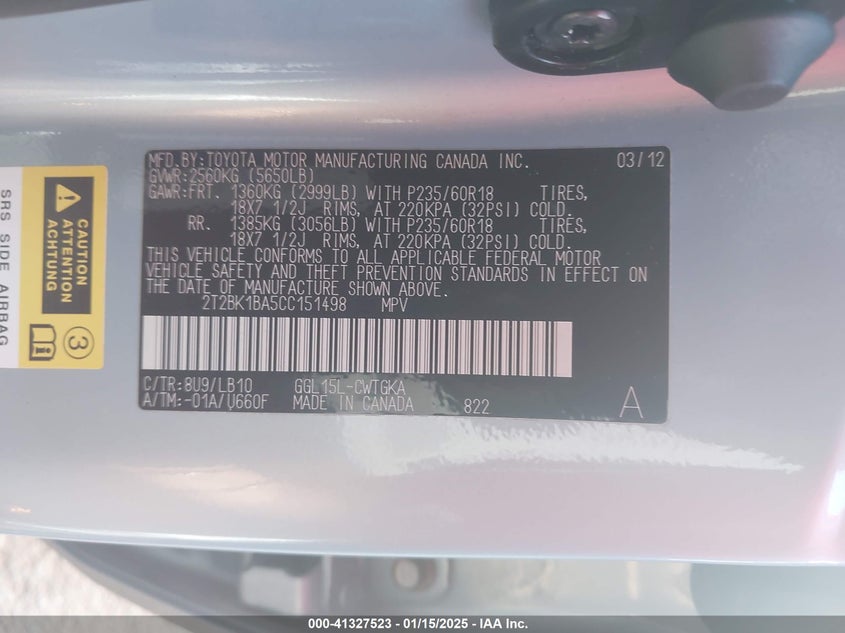 MFD.BY:TOYOTA MOTOR MANUFACTURING CANADA INC. 03/12
GVWR:2560KG (5650LB)
GAWR:FRT. 1360KG (2999LB) WITH P235/60R18 TIRES,
18X7 1/2J RIMS, AT 220KPA (32PSI) COLD.
RR. 1385KG (3056LB) WITH P235/60R18 TIRES,
18X7 1/2J RIMS, AT 220KPA (32PSI) COLD.
THIS VEHICLE CONFORMS TO ALL APPLICABLE FEDERAL MOTOR
VEHICLE SAFETY AND THEFT PREVENTION STANDARDS IN EFFECT ON
THE DATE OF MANUFACTURE SHOWN ABOVE.
2T2BK1BA5CC151498 MPV
C/TR:8U9/LB10 GGL15L-CWTGKA
A/TM:-01A/U660F MADE IN CANADA 822 A
CAUTION
ATTENTION
ACHTUNG
SRS SIDE AIRBAG
3
000-41327523 - 01/15/2025 - IAA Inc.